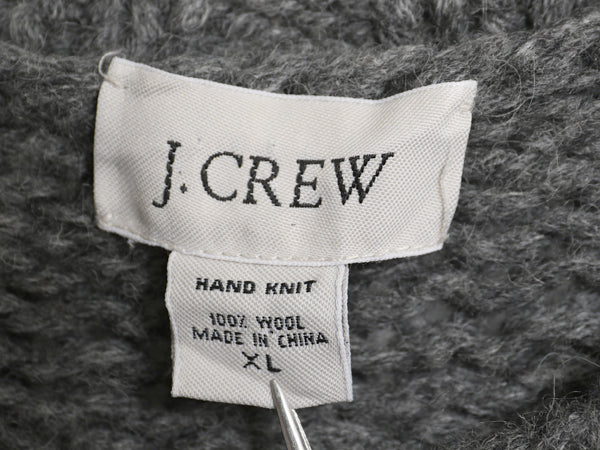 J. CREW
HAND KNIT
100% WOOL
MADE IN CHINA
XL